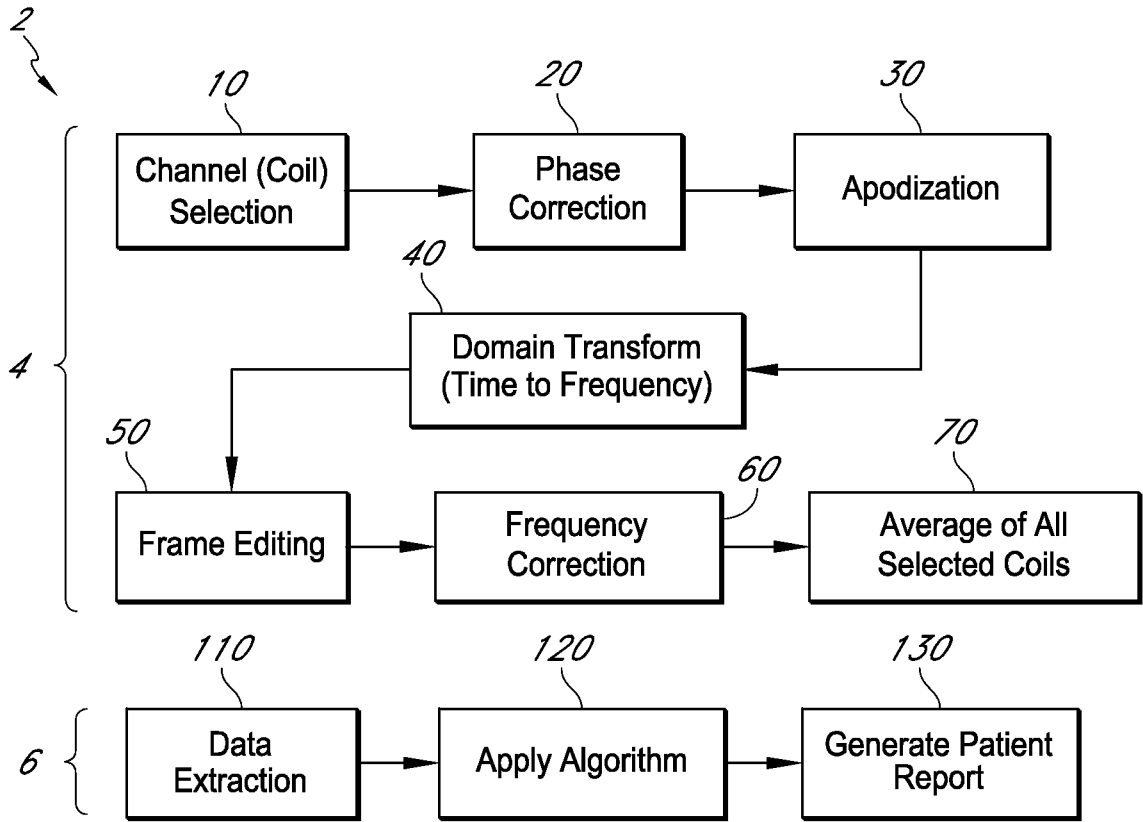 2
10
20
30
Channel (Coil)
Selection
Phase
Correction
Apodization
40
Domain Transform
(Time to Frequency)
4
50
60
70
Frame Editing
Frequency
Correction
Average of All
Selected Coils
110
120
130
6
Data
Extraction
Apply Algorithm
Generate Patient
Report